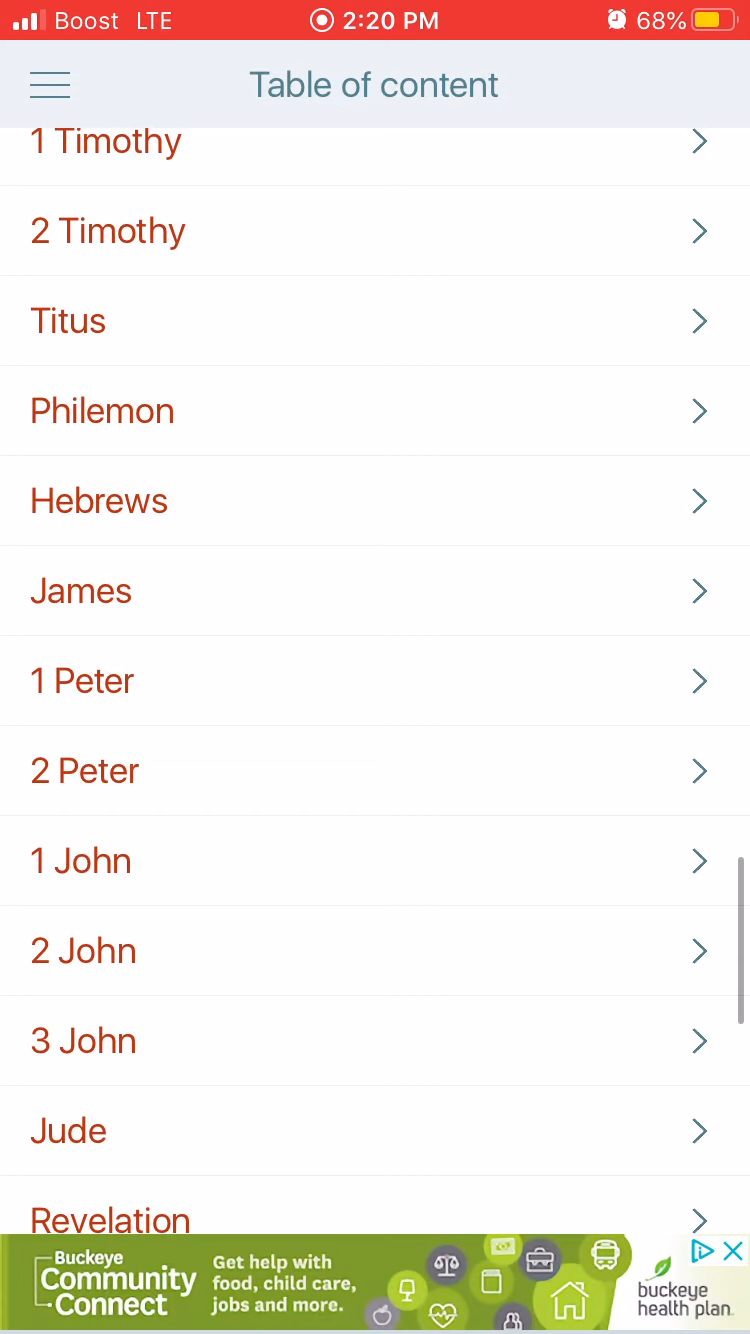 Boost LTE 2:20 PM 68%
Table of content
1 Timothy
2 Timothy
Titus
Philemon
Hebrews
James
1 Peter
2 Peter
1 John
2 John
3 John
Jude
Revelation
Buckeye
Community
Connect
Get help with
food, child care,
jobs and more.
buckeye
health plan.